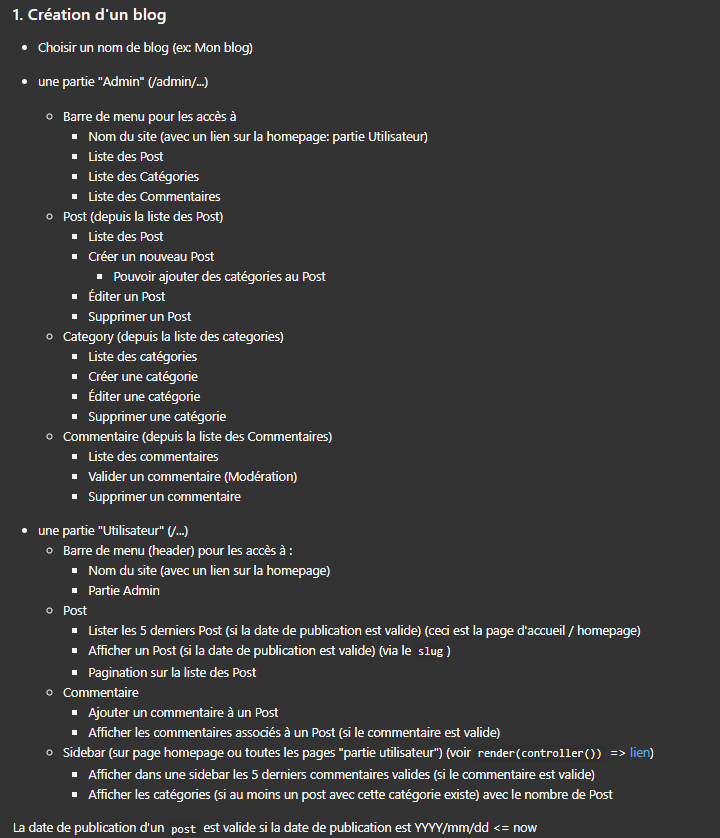 1. Création d'un blog
Choisir un nom de blog (ex: Mon blog)
une partie "Admin" (/admin/...)
Barre de menu pour les accès à
Nom du site (avec un lien sur la homepage: partie Utilisateur)
Liste des Post
Liste des Catégories
Liste des Commentaires
Post (depuis la liste des Post)
Liste des Post
Créer un nouveau Post
Pouvoir ajouter des catégories au Post
Éditer un Post
Supprimer un Post
Category (depuis la liste des categories)
Liste des catégories
Créer une catégorie
Éditer une catégorie
Supprimer une catégorie
Commentaire (depuis la liste des Commentaires)
Liste des commentaires
Valider un commentaire (Modération)
Supprimer un commentaire
une partie "Utilisateur" (/...)
Barre de menu (header) pour les accès à :
Nom du site (avec un lien sur la homepage)
Partie Admin
Post
Lister les 5 derniers Post (si la date de publication est valide) (ceci est la page d'accueil / homepage)
Afficher un Post (si la date de publication est valide) (via le slug)
Pagination sur la liste des Post
Commentaire
Ajouter un commentaire à un Post
Afficher les commentaires associés à un Post (si le commentaire est valide)
Sidebar (sur page homepage ou toutes les pages "partie utilisateur") (voir render(controller()) => lien)
Afficher dans une sidebar les 5 derniers commentaires valides (si le commentaire est valide)
Afficher les catégories (si au moins un post avec cette catégorie existe) avec le nombre de Post
La date de publication d'un post est valide si la date de publication est YYYY/mm/dd <= now